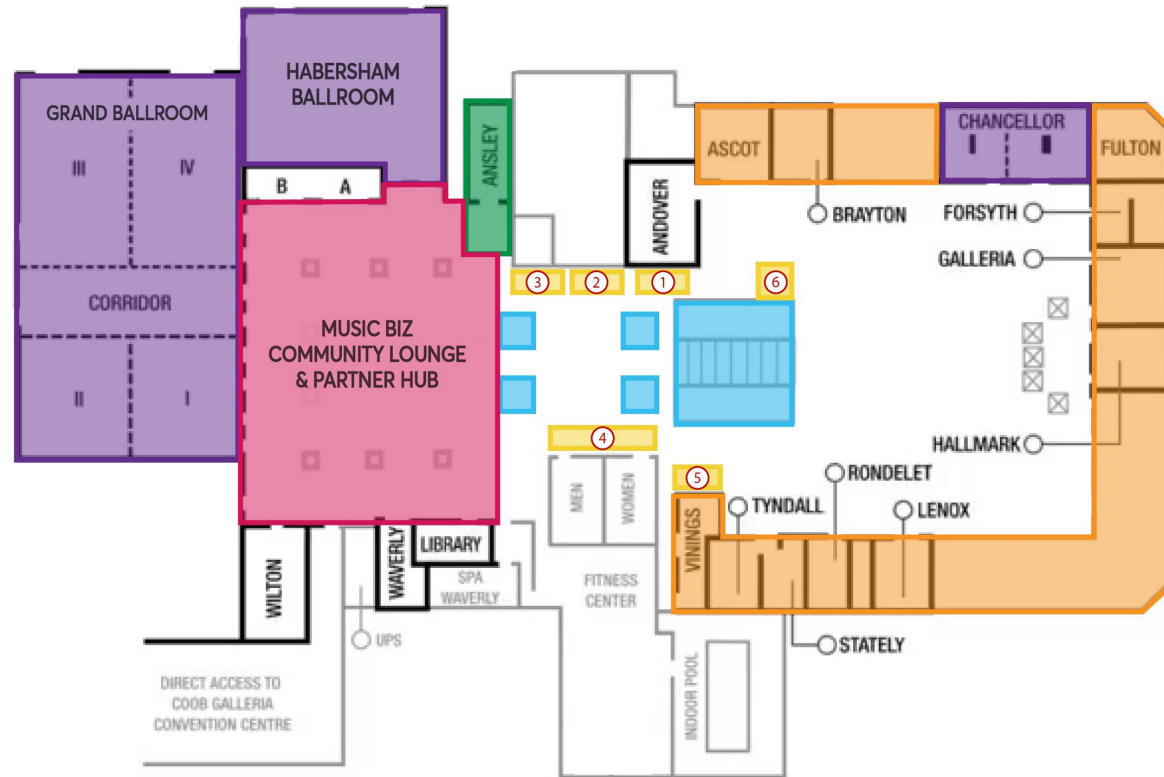 HABERSHAM
BALLROOM
GRAND BALLROOM
III
IV
B
A
ANSLEY
ANDOVER
ASCOT
BRAYTON
CHANCELLOR
I
II
FULTON
FORSYTH
GALLERIA
CORRIDOR
MUSIC BIZ
COMMUNITY LOUNGE
& PARTNER HUB
3
2
1
6
II
I
4
HALLMARK
5
RONDELET
TYNDALL
LENOX
VININGS
MEN
WOMEN
LIBRARY
WAVERLY
WILTON
SPA
WAVERLY
FITNESS
CENTER
UPS
STATELY
INDOOR POOL
DIRECT ACCESS TO
COOB GALLERIA
CONVENTION CENTRE